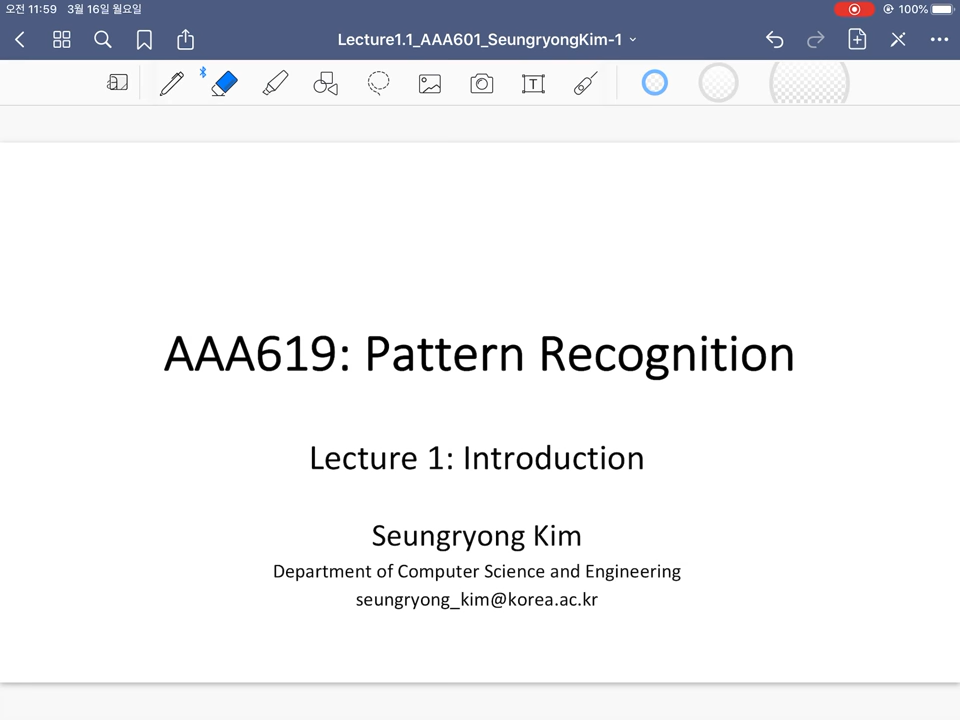 오전 11:59 3월 16일 월요일 100%
Lecture1.1_AAA601_SeungryongKim-1
T
AAA619: Pattern Recognition
Lecture 1: Introduction
Seungryong Kim
Department of Computer Science and Engineering
seungryong_kim@korea.ac.kr